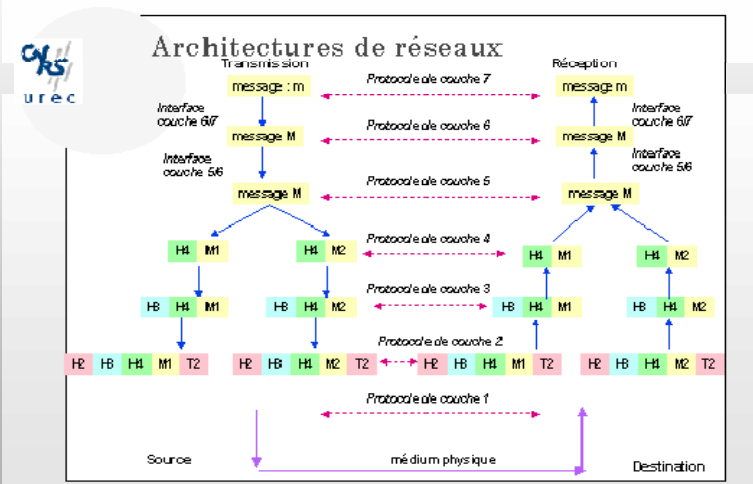 CNRS
urec
Architectures de réseaux
Transmission
Réception
message : m
Protocole de couche 7
message m
Interface
couche 6/7
Interface
couche 6/7
message M
Protocole de couche 6
message M
Interface
couche 5/6
Interface
couche 5/6
message M
Protocole de couche 5
message M
H4 M1
H4 M2
Protocole de couche 4
H4 M1
H4 M2
H3 H4 M1
H3 H4 M2
Protocole de couche 3
H3 H4 M1
H3 H4 M2
Protocole de couche 2
H2 H3 H4 M1 T2
H2 H3 H4 M2 T2
H2 H3 H4 M1 T2
H2 H3 H4 M2 T2
Protocole de couche 1
Source
médium physique
Destination